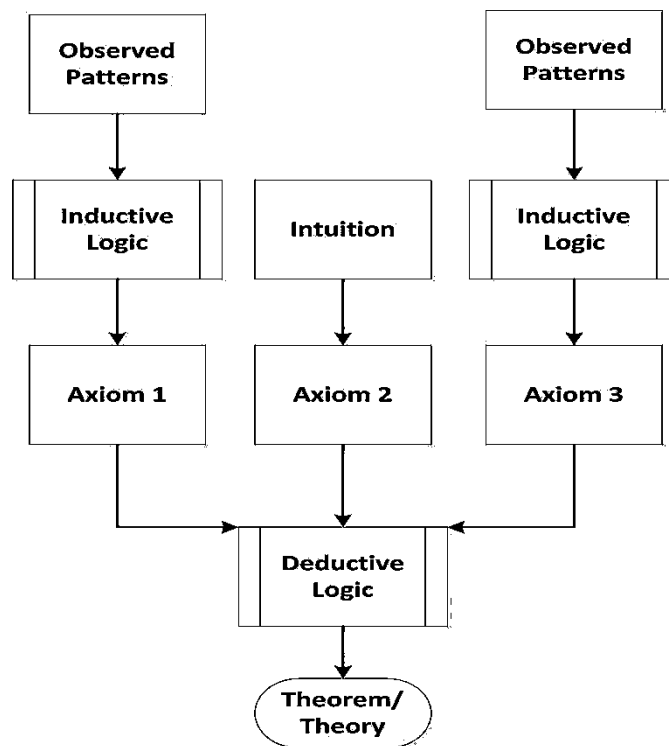 Observed
Patterns
Observed
Patterns
Inductive
Logic
Intuition
Inductive
Logic
Axiom 1
Axiom 2
Axiom 3
Deductive
Logic
Theorem/
Theory